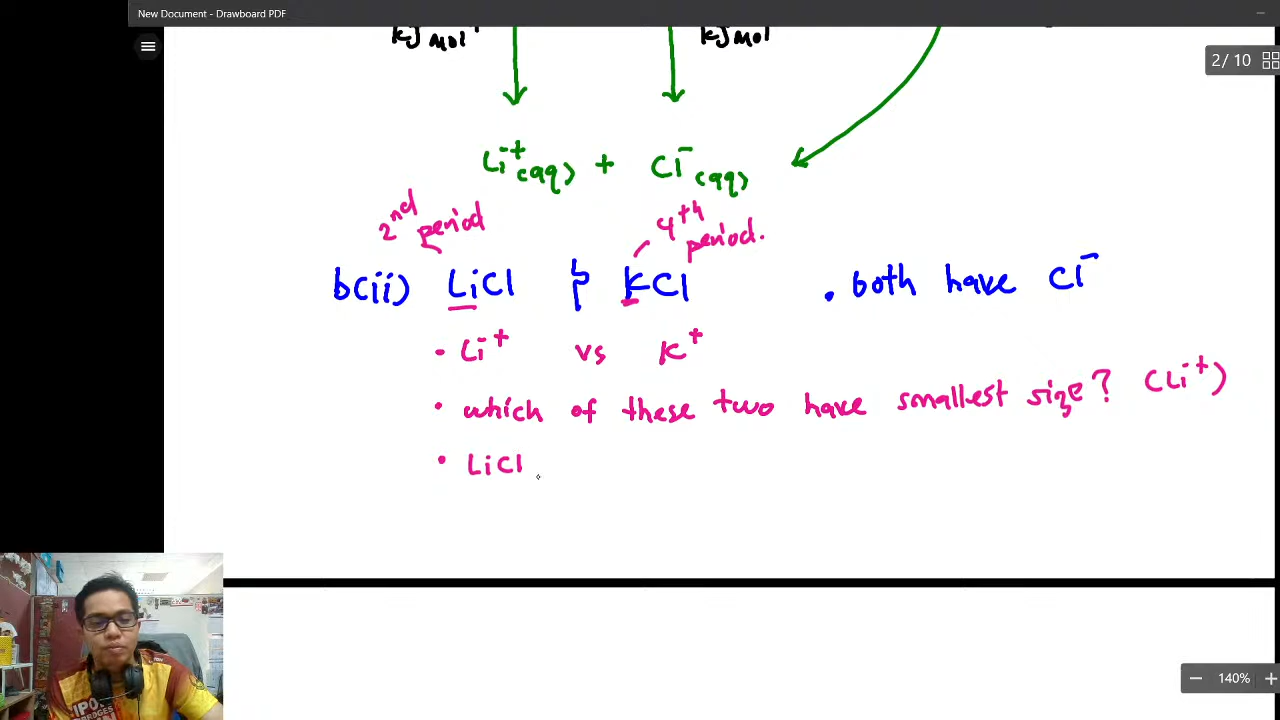 New Document - Drawboard PDF
2 / 10
kJ mol⁻¹ kJ mol
Li⁺(aq) + Cl⁻(aq)
2nd period 4th period.
b(ii) LiCl & KCl . both have Cl⁻
• Li⁺ vs K⁺
• which of these two have smallest size? (Li⁺)
• LiCl
140%